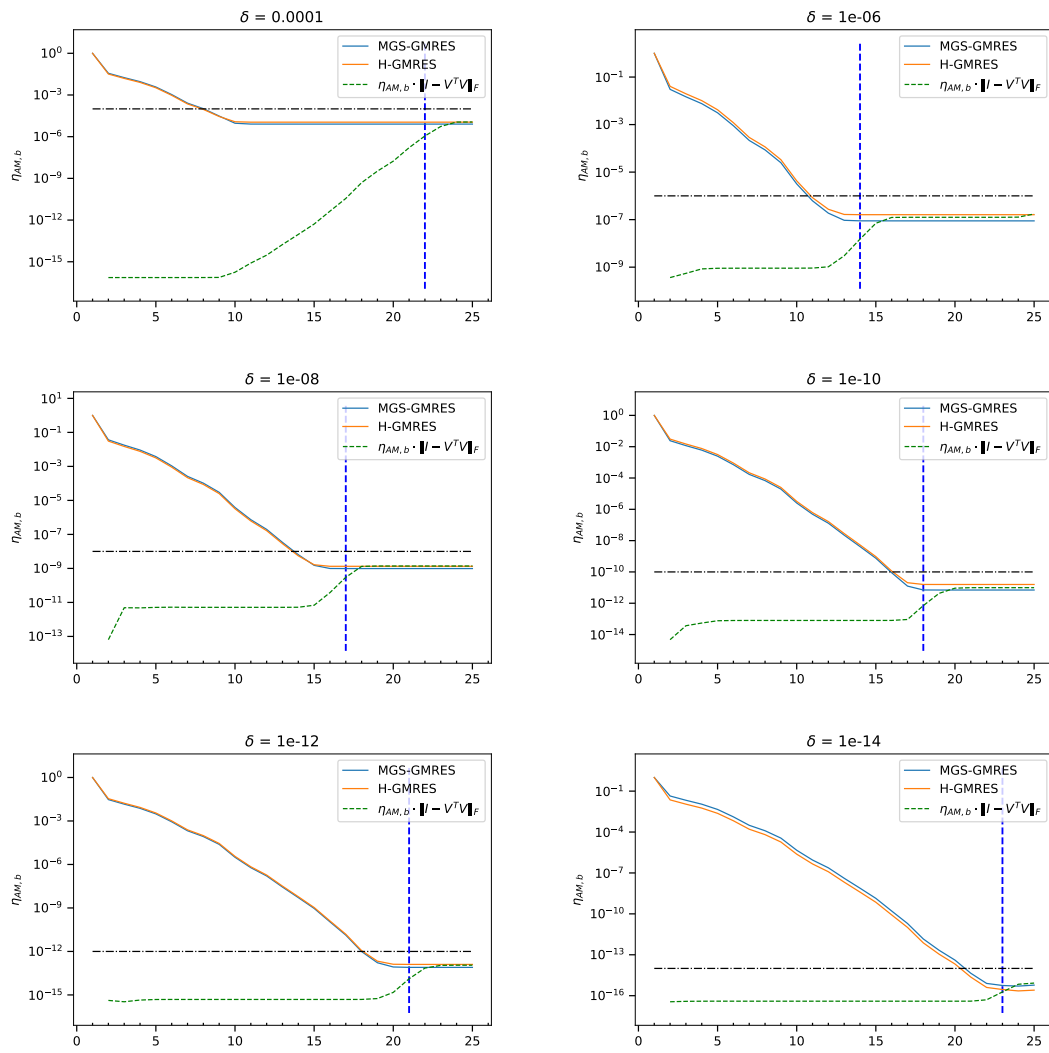 δ = 0.0001
MGS-GMRES
H-GMRES
η_{AM,b} · ‖I − V^T V‖_F
η_{AM,b}
10^0
10^{-3}
10^{-6}
10^{-9}
10^{-12}
10^{-15}
0 5 10 15 20 25
δ = 1e-06
MGS-GMRES
H-GMRES
η_{AM,b} · ‖I − V^T V‖_F
η_{AM,b}
10^{-1}
10^{-3}
10^{-5}
10^{-7}
10^{-9}
0 5 10 15 20 25
δ = 1e-08
MGS-GMRES
H-GMRES
η_{AM,b} · ‖I − V^T V‖_F
η_{AM,b}
10^1
10^{-1}
10^{-3}
10^{-5}
10^{-7}
10^{-9}
10^{-11}
10^{-13}
0 5 10 15 20 25
δ = 1e-10
MGS-GMRES
H-GMRES
η_{AM,b} · ‖I − V^T V‖_F
η_{AM,b}
10^0
10^{-2}
10^{-4}
10^{-6}
10^{-8}
10^{-10}
10^{-12}
10^{-14}
0 5 10 15 20 25
δ = 1e-12
MGS-GMRES
H-GMRES
η_{AM,b} · ‖I − V^T V‖_F
η_{AM,b}
10^0
10^{-3}
10^{-6}
10^{-9}
10^{-12}
10^{-15}
0 5 10 15 20 25
δ = 1e-14
MGS-GMRES
H-GMRES
η_{AM,b} · ‖I − V^T V‖_F
η_{AM,b}
10^{-1}
10^{-4}
10^{-7}
10^{-10}
10^{-13}
10^{-16}
0 5 10 15 20 25